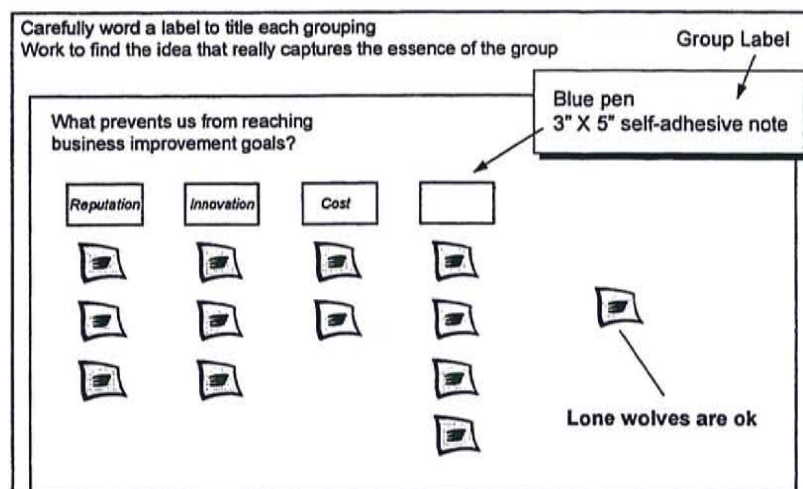 Carefully word a label to title each grouping
Work to find the idea that really captures the essence of the group
Group Label
Blue pen
3" X 5" self-adhesive note
What prevents us from reaching
business improvement goals?
Reputation
Innovation
Cost
Lone wolves are ok